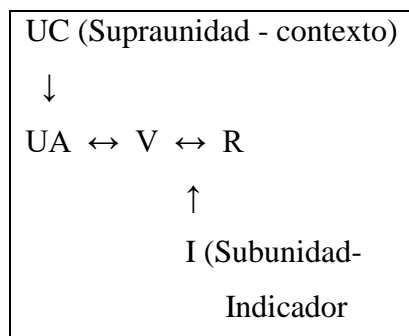 UC (Supraunidad - contexto)
↓
UA ↔ V ↔ R
↑
I (Subunidad-
Indicador